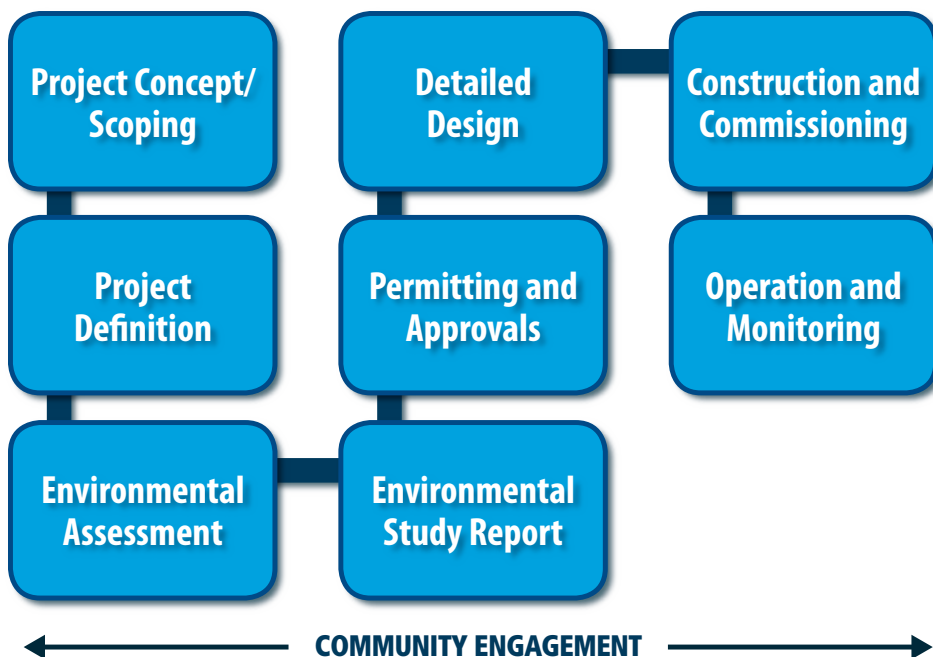 Project Concept/
Scoping
Project
Definition
Environmental
Assessment
Environmental
Study Report
Permitting and
Approvals
Detailed
Design
Construction and
Commissioning
Operation and
Monitoring
COMMUNITY ENGAGEMENT